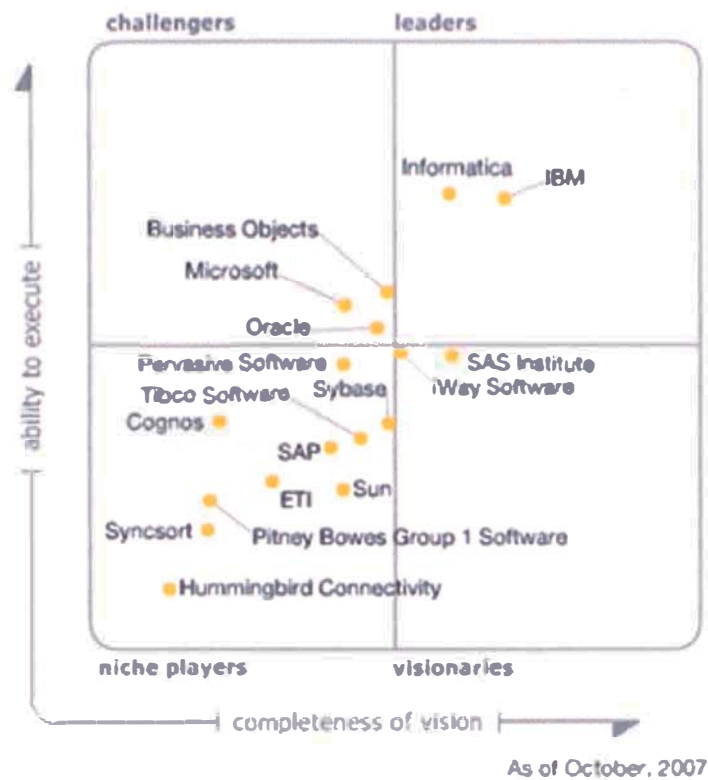 challengers
leaders
Informatica
IBM
Business Objects
Microsoft
Oracle
Pervasive Software
SAS Institute
Tibco Software
Sybase
iWay Software
Cognos
SAP
ETI
Sun
Syncsort
Pitney Bowes Group 1 Software
Hummingbird Connectivity
niche players
visionaries
ability to execute
completeness of vision
As of October, 2007